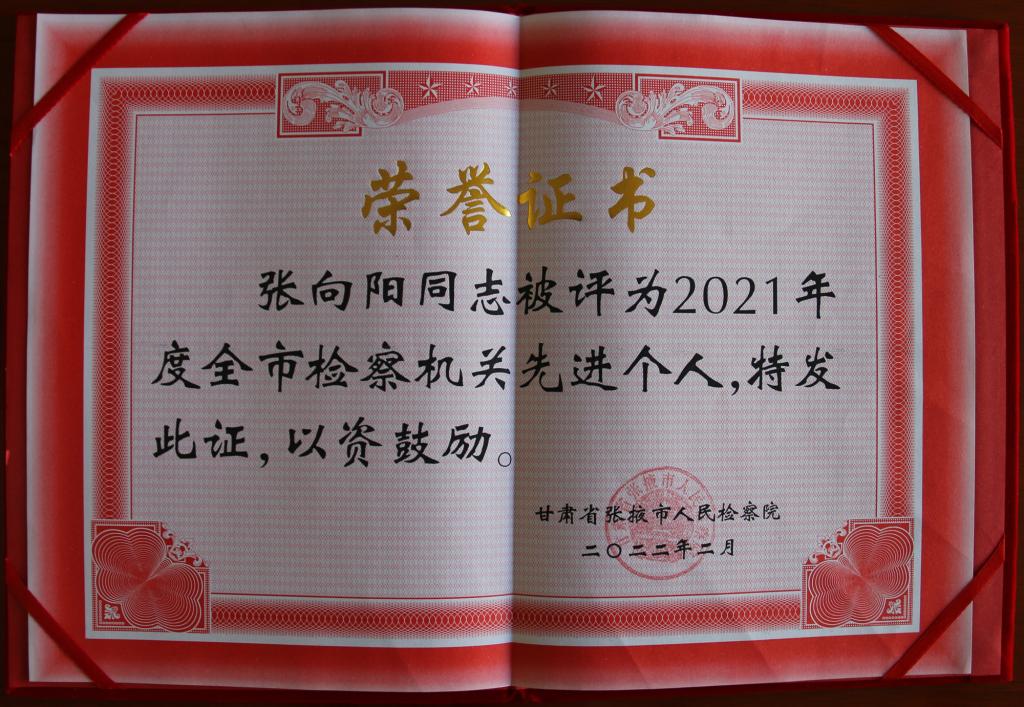 荣誉证书
张向阳同志被评为2021年
度全市检察机关先进个人,特发
此证,以资鼓励。
甘肃省张掖市人民检察院
二〇二二年二月